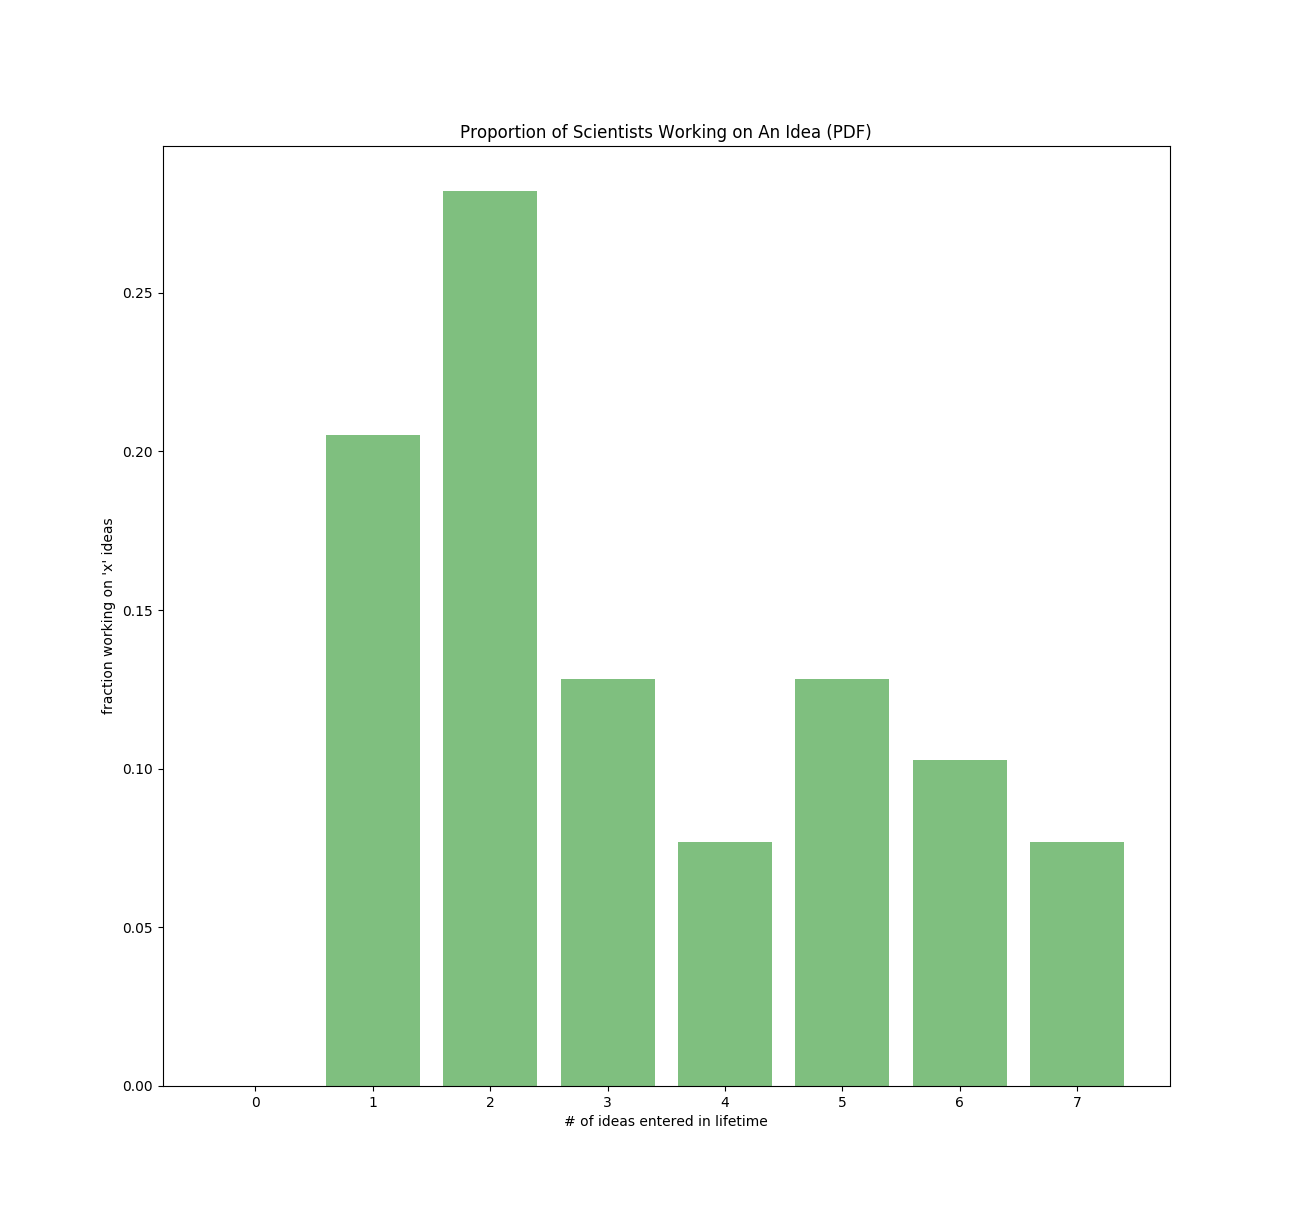 Proportion of Scientists Working on An Idea (PDF)
fraction working on 'x' ideas
0.25
0.20
0.15
0.10
0.05
0.00
0 1 2 3 4 5 6 7
# of ideas entered in lifetime